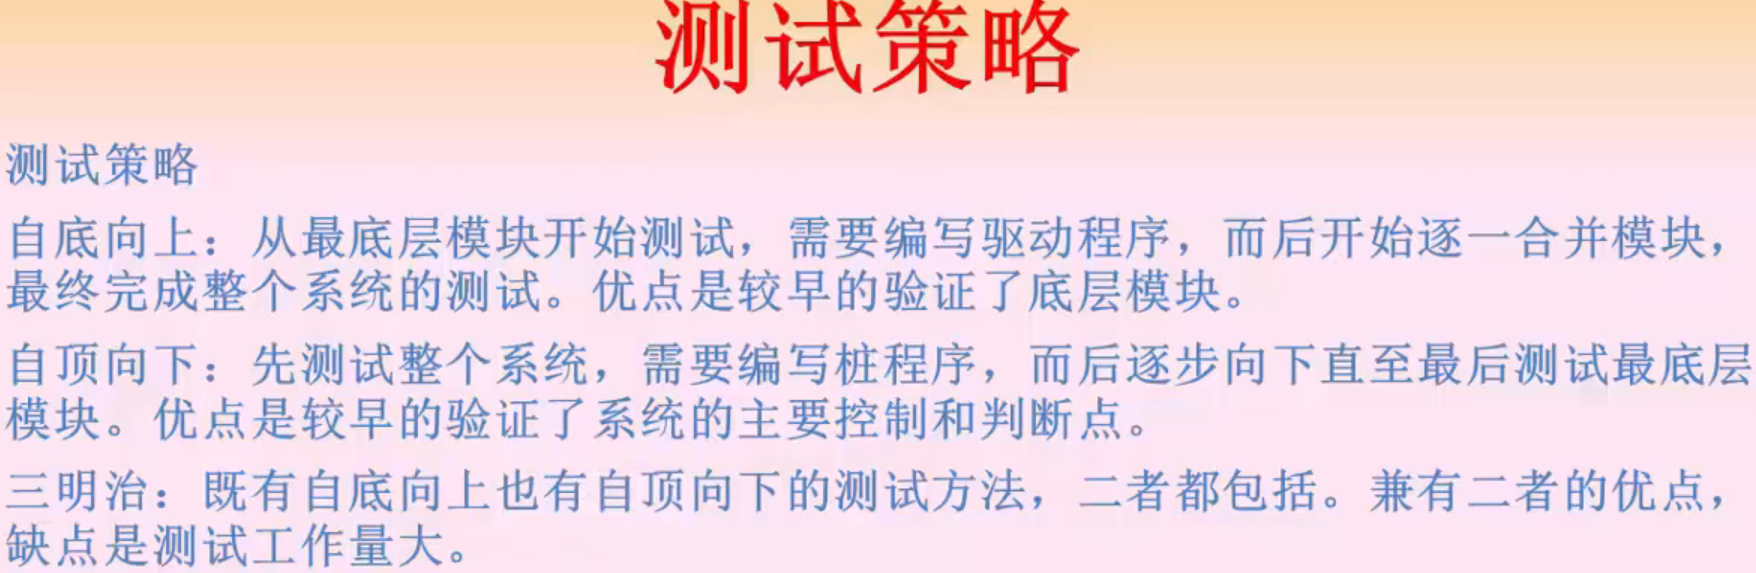 测试策略
测试策略
自底向上：从最底层模块开始测试，需要编写驱动程序，而后开始逐一合并模块，
最终完成整个系统的测试。优点是较早的验证了底层模块。
自顶向下：先测试整个系统，需要编写桩程序，而后逐步向下直至最后测试最底层
模块。优点是较早的验证了系统的主要控制和判断点。
三明治：既有自底向上也有自顶向下的测试方法，二者都包括。兼有二者的优点，
缺点是测试工作量大。